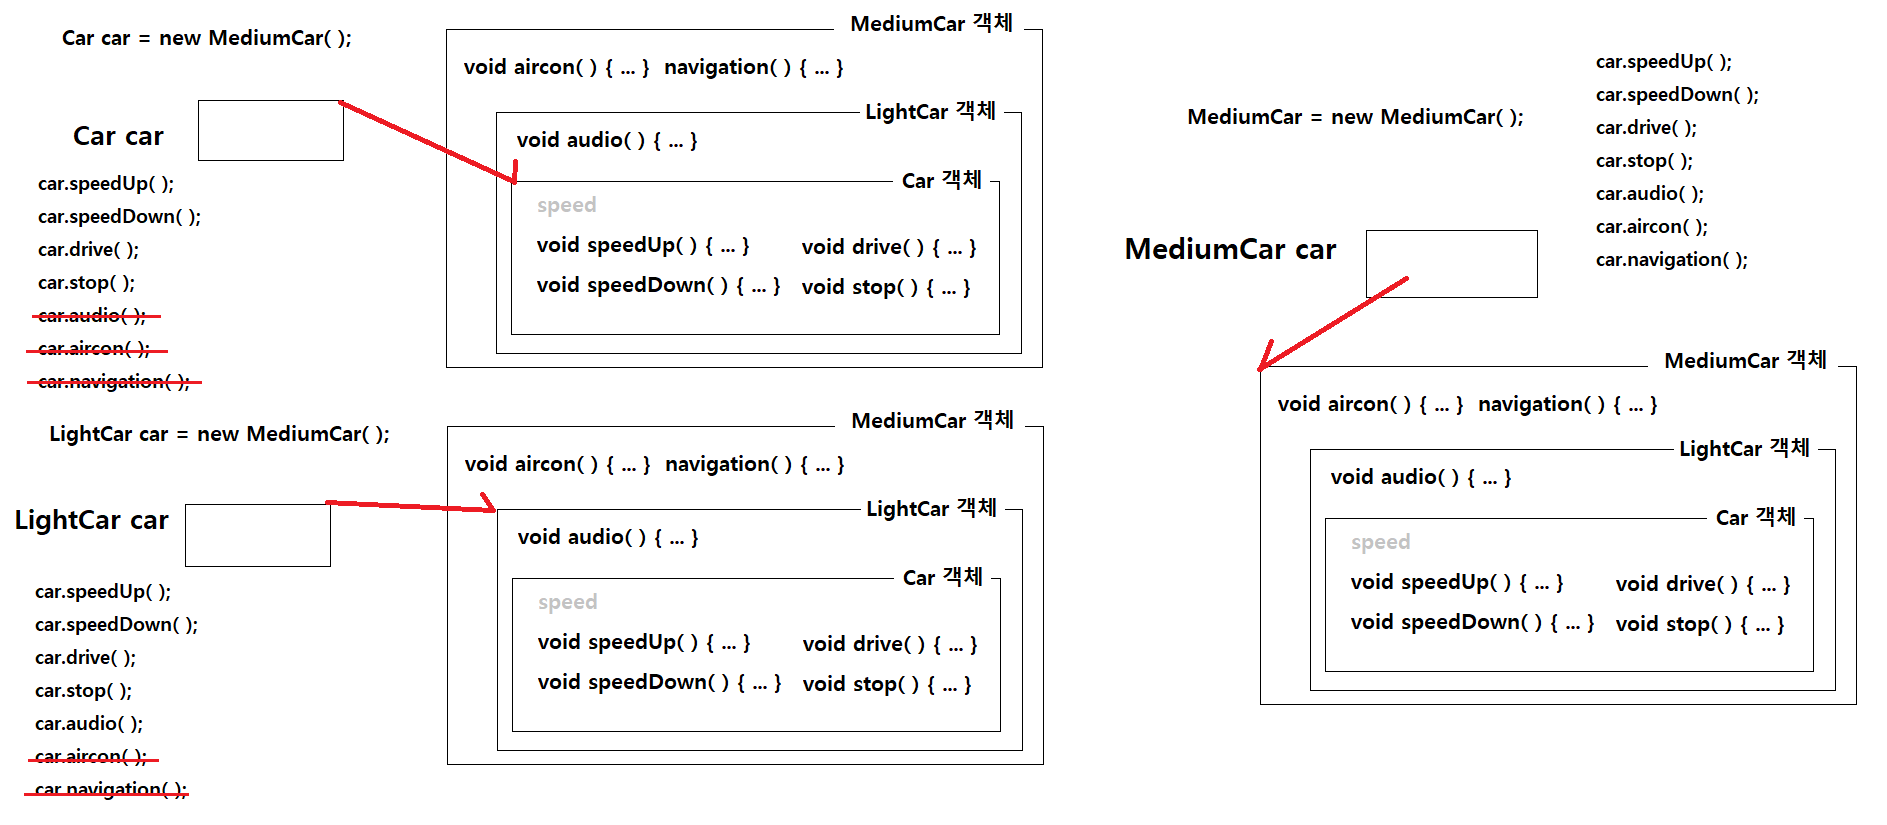 Car car = new MediumCar( );
MediumCar 객체
void aircon( ) { ... }  navigation( ) { ... }
LightCar 객체
void audio( ) { ... }
Car 객체
speed
void speedUp( ) { ... }  void drive( ) { ... }
void speedDown( ) { ... }  void stop( ) { ... }
Car car
car.speedUp( );
car.speedDown( );
car.drive( );
car.stop( );
car.audio( );
car.aircon( );
car.navigation( );
LightCar car = new MediumCar( );
MediumCar 객체
void aircon( ) { ... }  navigation( ) { ... }
LightCar 객체
void audio( ) { ... }
Car 객체
speed
void speedUp( ) { ... }  void drive( ) { ... }
void speedDown( ) { ... }  void stop( ) { ... }
LightCar car
car.speedUp( );
car.speedDown( );
car.drive( );
car.stop( );
car.audio( );
car.aircon( );
car.navigation( );
MediumCar = new MediumCar( );
car.speedUp( );
car.speedDown( );
car.drive( );
car.stop( );
car.audio( );
car.aircon( );
car.navigation( );
MediumCar car
MediumCar 객체
void aircon( ) { ... }  navigation( ) { ... }
LightCar 객체
void audio( ) { ... }
Car 객체
speed
void speedUp( ) { ... }  void drive( ) { ... }
void speedDown( ) { ... }  void stop( ) { ... }